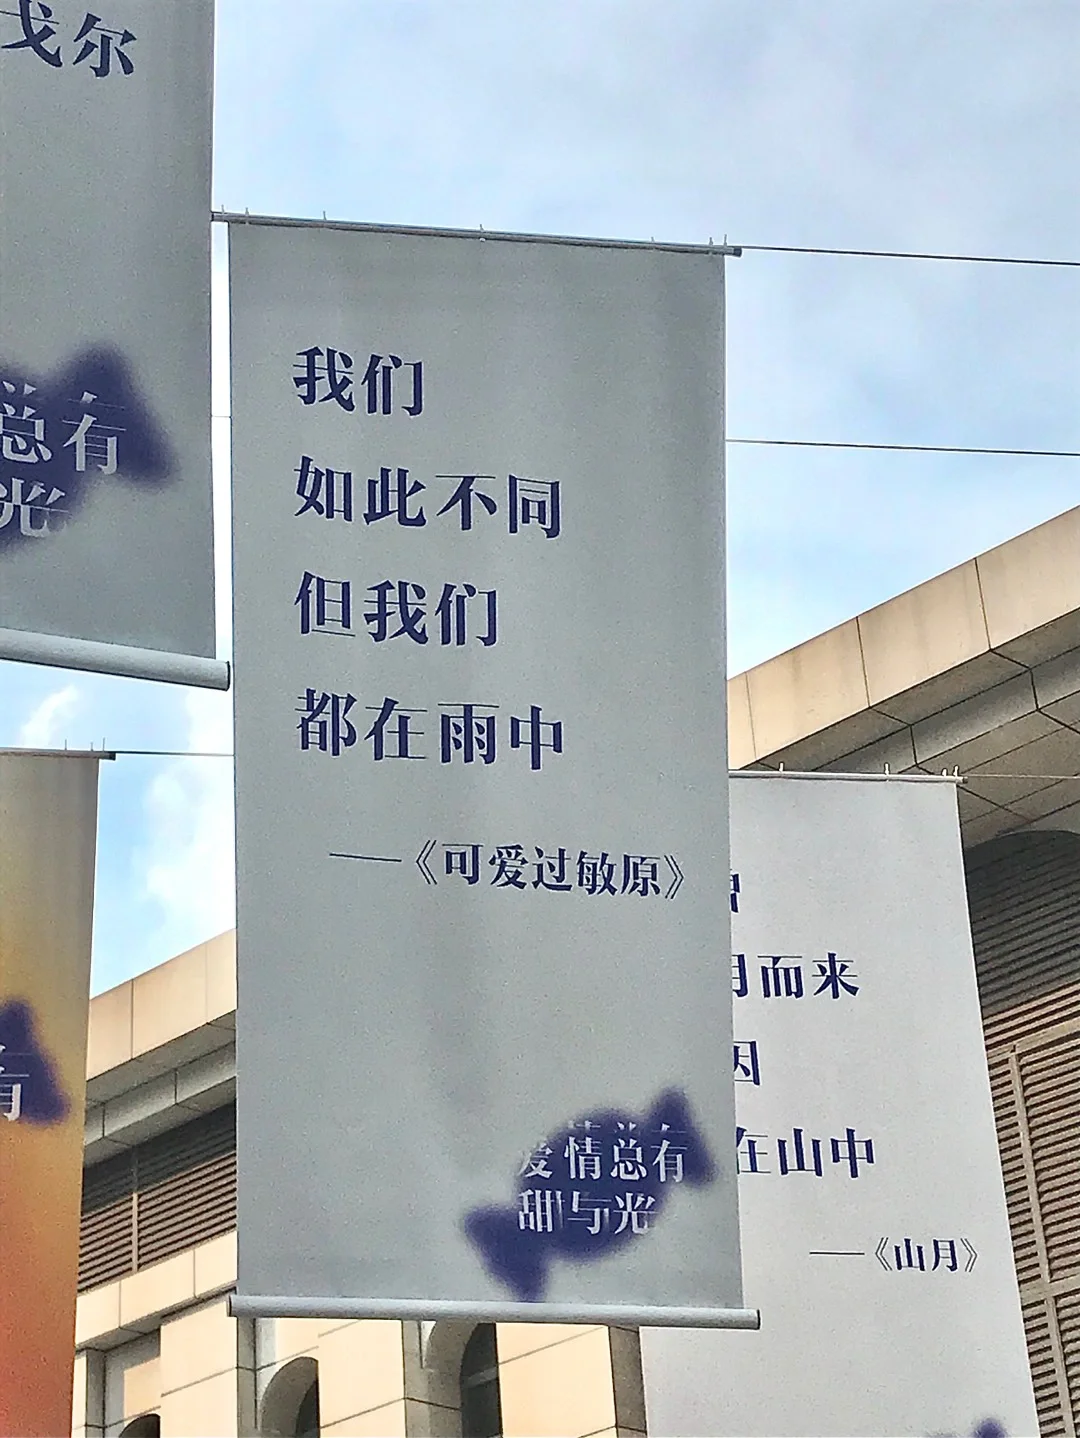 戈尔
总有
光
我们
如此不同
但我们
都在雨中
——《可爱过敏原》
爱情总有
甜与光
有
而来
因
在山中
——《山月》